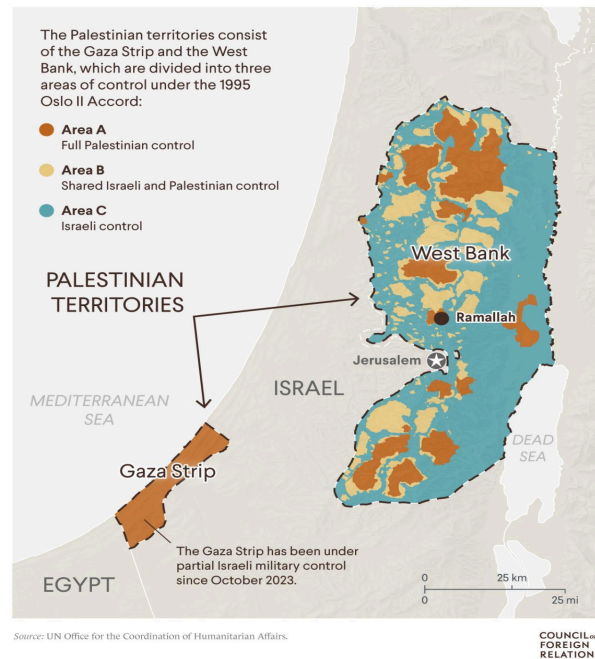 The Palestinian territories consist
of the Gaza Strip and the West
Bank, which are divided into three
areas of control under the 1995
Oslo II Accord:
Area A
Full Palestinian control
Area B
Shared Israeli and Palestinian control
Area C
Israeli control
PALESTINIAN
TERRITORIES
West Bank
Ramallah
Jerusalem
ISRAEL
MEDITERRANEAN
SEA
DEAD
SEA
Gaza Strip
The Gaza Strip has been under
partial Israeli military control
since October 2023.
EGYPT
0 25 km
0 25 mi
Source: UN Office for the Coordination of Humanitarian Affairs.
COUNCIL on
FOREIGN
RELATION